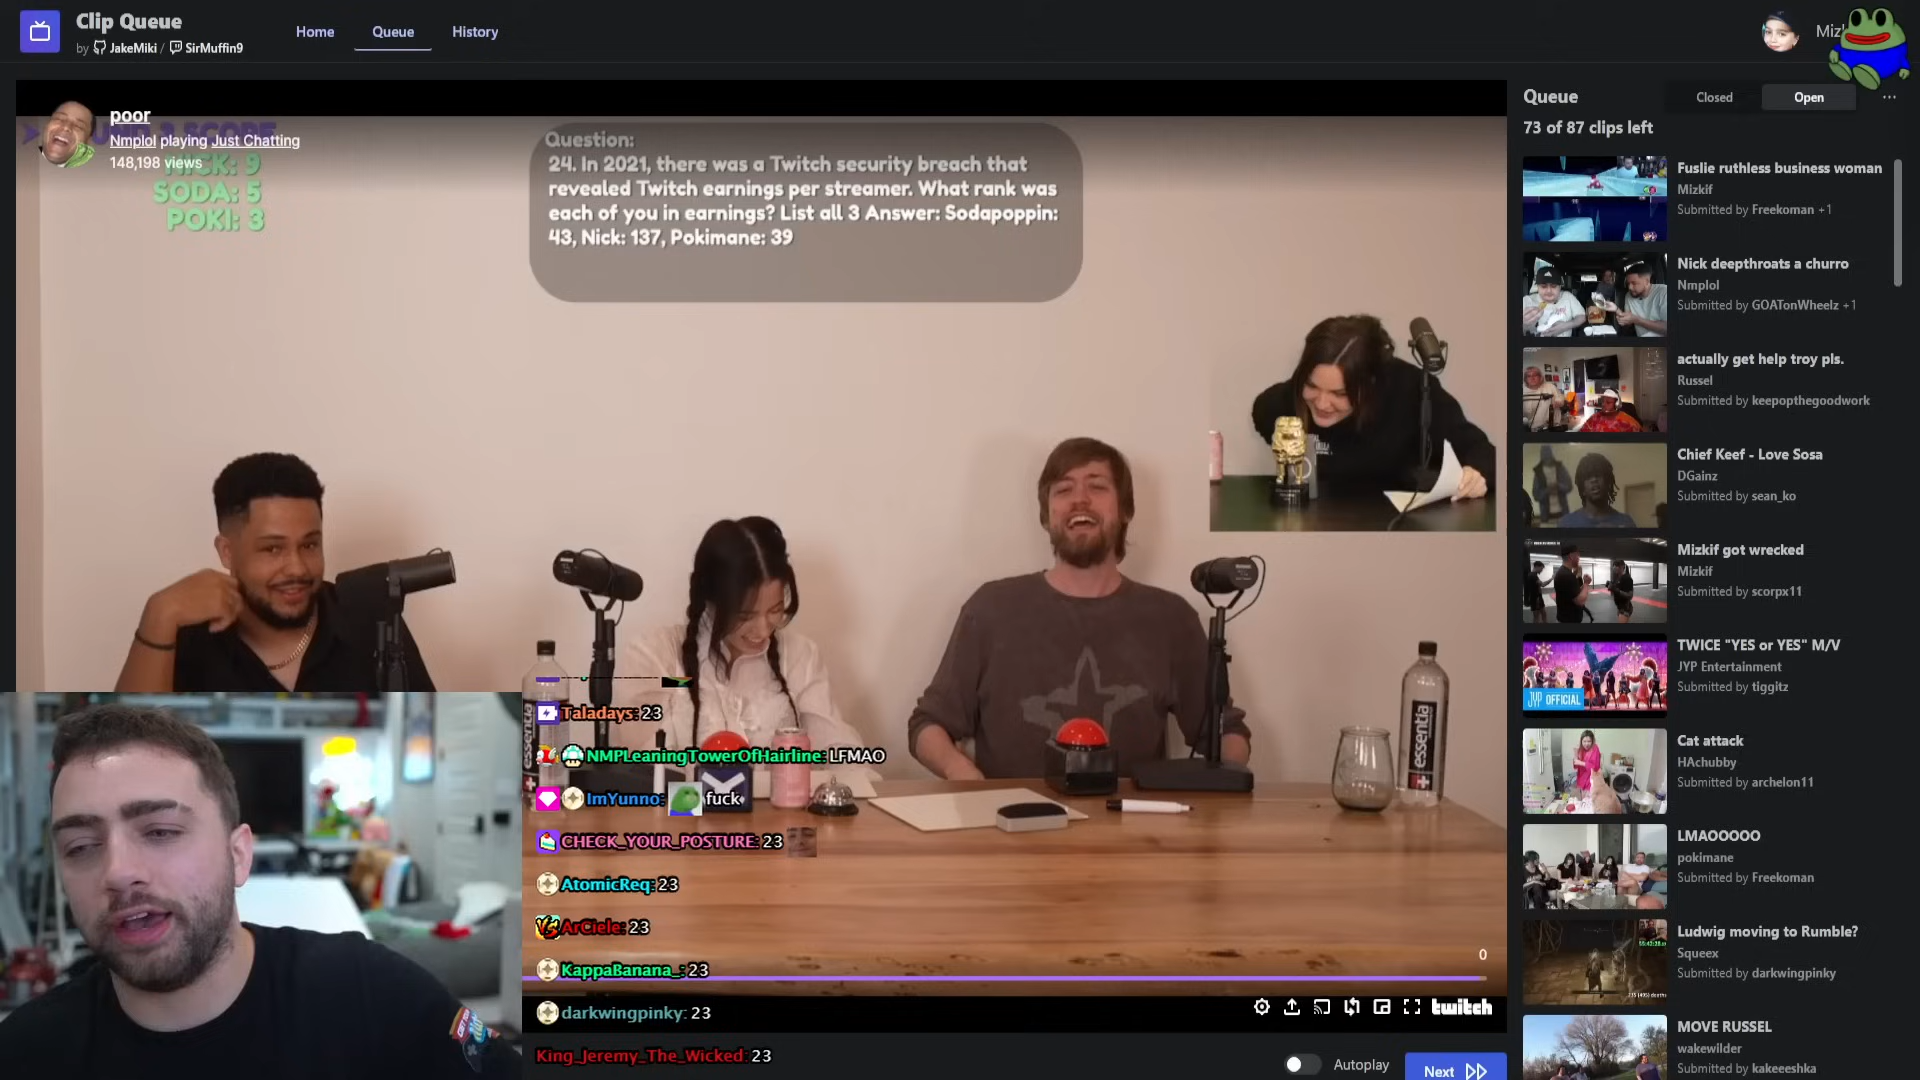 Clip Queue
by JakeMiki / SirMuffin9
Home
Queue
History
poor
Nmplol playing Just Chatting
148,198 views
NICK: 9
SODA: 5
POKI: 3
Question:
24. In 2021, there was a Twitch security breach that
revealed Twitch earnings per streamer. What rank was
each of you in earnings? List all 3 Answer: Sodapoppin:
43, Nick: 137, Pokimane: 39
essentia
Taladays: 23
NMPLeaningTowerOfHairline: LFMAO
ImYunno: fuck
CHECK_YOUR_POSTURE: 23
AtomicReq: 23
ArCiele: 23
KappaBanana_: 23
darkwingpinky: 23
King_Jeremy_The_Wicked: 23
0
twitch
Autoplay
Next
Queue
Closed
Open
73 of 87 clips left
Fuslie ruthless business woman
Mizkif
Submitted by Freekoman +1
Nick deepthroats a churro
Nmplol
Submitted by GOATonWheelz +1
actually get help troy pls.
Russel
Submitted by keepopthegoodwork
Chief Keef - Love Sosa
DGainz
Submitted by sean_ko
Mizkif got wrecked
Mizkif
Submitted by scorpx11
TWICE "YES or YES" M/V
JYP Entertainment
Submitted by tiggitz
JYP OFFICIAL
Cat attack
HAchubby
Submitted by archelon11
LMAOOOOO
pokimane
Submitted by Freekoman
Ludwig moving to Rumble?
Squeex
Submitted by darkwingpinky
MOVE RUSSEL
wakewilder
Submitted by kakeeeshka